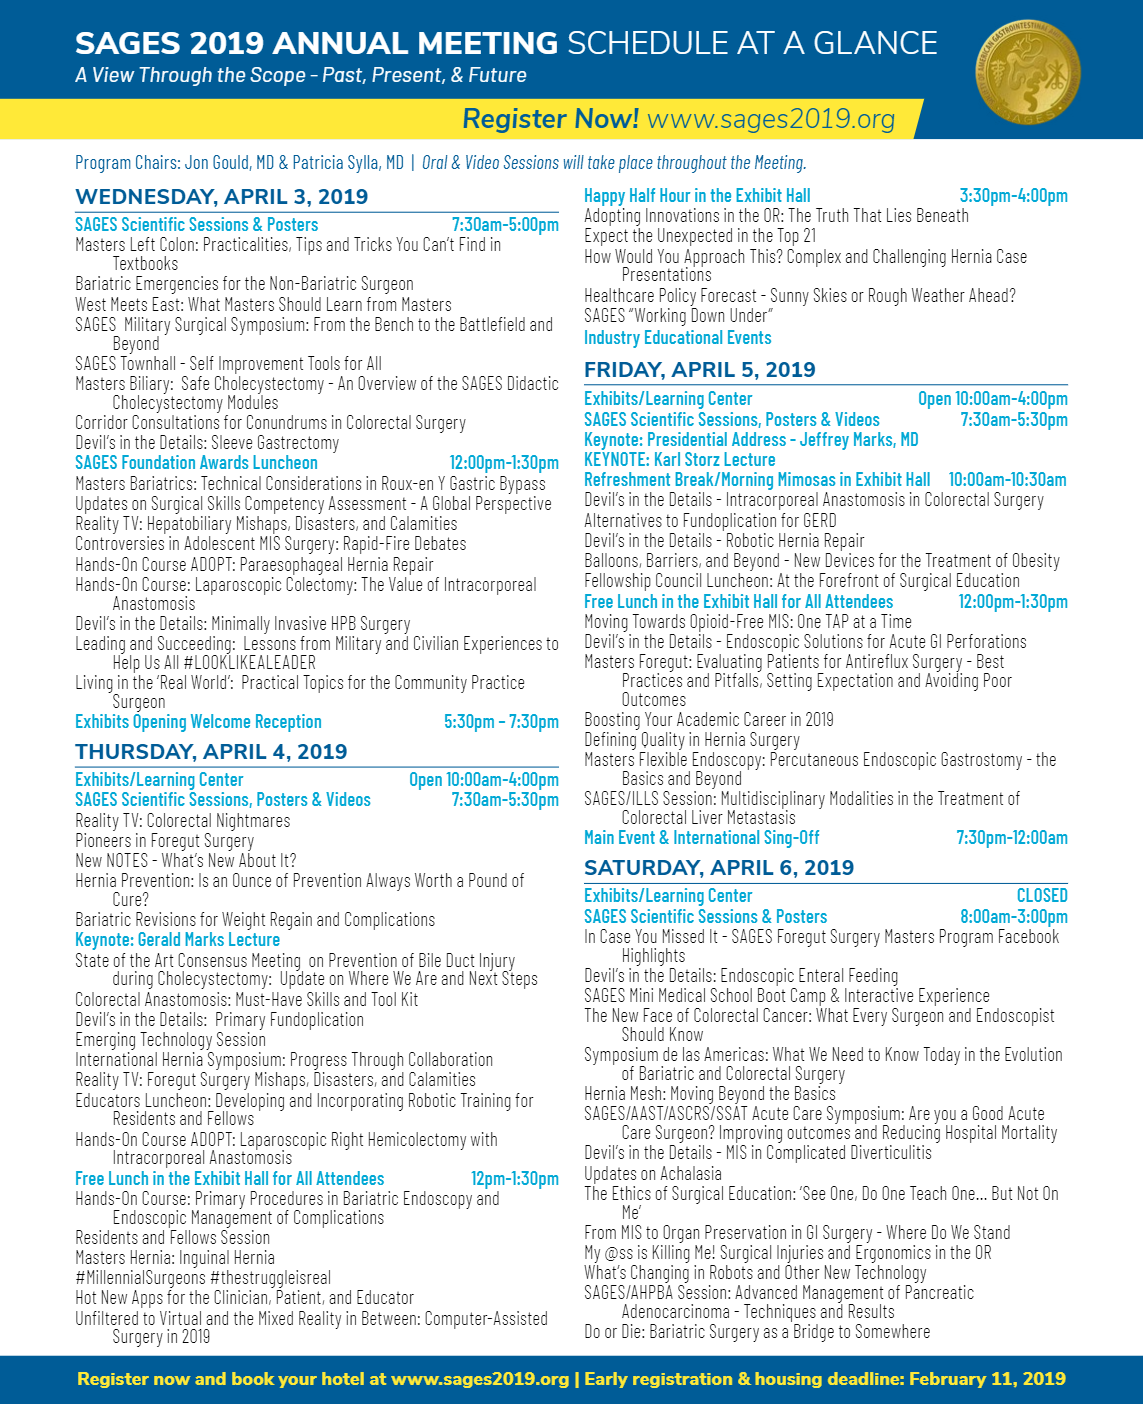 SAGES 2019 ANNUAL MEETING SCHEDULE AT A GLANCE
A View Through the Scope - Past, Present, & Future
Register Now! www.sages2019.org
Program Chairs: Jon Gould, MD & Patricia Sylla, MD | Oral & Video Sessions will take place throughout the Meeting.
WEDNESDAY, APRIL 3, 2019
SAGES Scientific Sessions & Posters 7:30am-5:00pm
Masters Left Colon: Practicalities, Tips and Tricks You Can't Find in
Textbooks
Bariatric Emergencies for the Non-Bariatric Surgeon
West Meets East: What Masters Should Learn from Masters
SAGES Military Surgical Symposium: From the Bench to the Battlefield and
Beyond
SAGES Townhall - Self Improvement Tools for All
Masters Biliary: Safe Cholecystectomy - An Overview of the SAGES Didactic
Cholecystectomy Modules
Corridor Consultations for Conundrums in Colorectal Surgery
Devil's in the Details: Sleeve Gastrectomy
SAGES Foundation Awards Luncheon 12:00pm-1:30pm
Masters Bariatrics: Technical Considerations in Roux-en Y Gastric Bypass
Updates on Surgical Skills Competency Assessment - A Global Perspective
Reality TV: Hepatobiliary Mishaps, Disasters, and Calamities
Controversies in Adolescent MIS Surgery: Rapid-Fire Debates
Hands-On Course ADOPT: Paraesophageal Hernia Repair
Hands-On Course: Laparoscopic Colectomy: The Value of Intracorporeal
Anastomosis
Devil's in the Details: Minimally Invasive HPB Surgery
Leading and Succeeding: Lessons from Military and Civilian Experiences to
Help Us All #LOOKLIKEALEADER
Living in the 'Real World': Practical Topics for the Community Practice
Surgeon
Exhibits Opening Welcome Reception 5:30pm – 7:30pm
THURSDAY, APRIL 4, 2019
Exhibits/Learning Center Open 10:00am-4:00pm
SAGES Scientific Sessions, Posters & Videos 7:30am-5:30pm
Reality TV: Colorectal Nightmares
Pioneers in Foregut Surgery
New NOTES - What's New About It?
Hernia Prevention: Is an Ounce of Prevention Always Worth a Pound of
Cure?
Bariatric Revisions for Weight Regain and Complications
Keynote: Gerald Marks Lecture
State of the Art Consensus Meeting on Prevention of Bile Duct Injury
during Cholecystectomy: Update on Where We Are and Next Steps
Colorectal Anastomosis: Must-Have Skills and Tool Kit
Devil's in the Details: Primary Fundoplication
Emerging Technology Session
International Hernia Symposium: Progress Through Collaboration
Reality TV: Foregut Surgery Mishaps, Disasters, and Calamities
Educators Luncheon: Developing and Incorporating Robotic Training for
Residents and Fellows
Hands-On Course ADOPT: Laparoscopic Right Hemicolectomy with
Intracorporeal Anastomosis
Free Lunch in the Exhibit Hall for All Attendees 12pm-1:30pm
Hands-On Course: Primary Procedures in Bariatric Endoscopy and
Endoscopic Management of Complications
Residents and Fellows Session
Masters Hernia: Inguinal Hernia
#MillennialSurgeons #thestruggleisreal
Hot New Apps for the Clinician, Patient, and Educator
Unfiltered to Virtual and the Mixed Reality in Between: Computer-Assisted
Surgery in 2019
Happy Half Hour in the Exhibit Hall 3:30pm-4:00pm
Adopting Innovations in the OR: The Truth That Lies Beneath
Expect the Unexpected in the Top 21
How Would You Approach This? Complex and Challenging Hernia Case
Presentations
Healthcare Policy Forecast - Sunny Skies or Rough Weather Ahead?
SAGES "Working Down Under"
Industry Educational Events
FRIDAY, APRIL 5, 2019
Exhibits/Learning Center Open 10:00am-4:00pm
SAGES Scientific Sessions, Posters & Videos 7:30am-5:30pm
Keynote: Presidential Address - Jeffrey Marks, MD
KEYNOTE: Karl Storz Lecture
Refreshment Break/Morning Mimosas in Exhibit Hall 10:00am-10:30am
Devil's in the Details - Intracorporeal Anastomosis in Colorectal Surgery
Alternatives to Fundoplication for GERD
Devil's in the Details - Robotic Hernia Repair
Balloons, Barriers, and Beyond - New Devices for the Treatment of Obesity
Fellowship Council Luncheon: At the Forefront of Surgical Education
Free Lunch in the Exhibit Hall for All Attendees 12:00pm-1:30pm
Moving Towards Opioid-Free MIS: One TAP at a Time
Devil's in the Details - Endoscopic Solutions for Acute GI Perforations
Masters Foregut: Evaluating Patients for Antireflux Surgery - Best
Practices and Pitfalls, Setting Expectation and Avoiding Poor
Outcomes
Boosting Your Academic Career in 2019
Defining Quality in Hernia Surgery
Masters Flexible Endoscopy: Percutaneous Endoscopic Gastrostomy - the
Basics and Beyond
SAGES/ILLS Session: Multidisciplinary Modalities in the Treatment of
Colorectal Liver Metastasis
Main Event & International Sing-Off 7:30pm-12:00am
SATURDAY, APRIL 6, 2019
Exhibits/Learning Center CLOSED
SAGES Scientific Sessions & Posters 8:00am-3:00pm
In Case You Missed It - SAGES Foregut Surgery Masters Program Facebook
Highlights
Devil's in the Details: Endoscopic Enteral Feeding
SAGES Mini Medical School Boot Camp & Interactive Experience
The New Face of Colorectal Cancer: What Every Surgeon and Endoscopist
Should Know
Symposium de las Americas: What We Need to Know Today in the Evolution
of Bariatric and Colorectal Surgery
Hernia Mesh: Moving Beyond the Basics
SAGES/AAST/ASCRS/SSAT Acute Care Symposium: Are you a Good Acute
Care Surgeon? Improving outcomes and Reducing Hospital Mortality
Devil's in the Details - MIS in Complicated Diverticulitis
Updates on Achalasia
The Ethics of Surgical Education: 'See One, Do One Teach One... But Not On
Me'
From MIS to Organ Preservation in GI Surgery - Where Do We Stand
My @ss is Killing Me! Surgical Injuries and Ergonomics in the OR
What's Changing in Robots and Other New Technology
SAGES/AHPBA Session: Advanced Management of Pancreatic
Adenocarcinoma - Techniques and Results
Do or Die: Bariatric Surgery as a Bridge to Somewhere
Register now and book your hotel at www.sages2019.org | Early registration & housing deadline: February 11, 2019